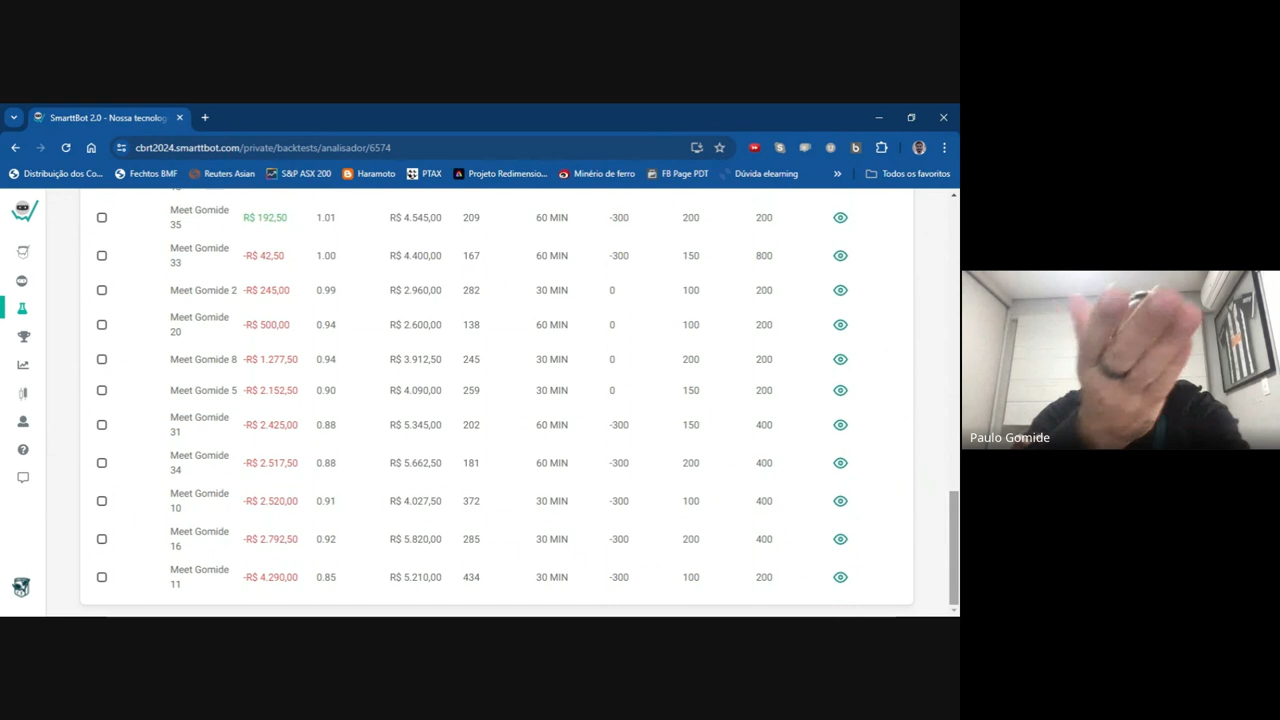 SmarttBot 2.0 - Nossa tecnolog
cbrt2024.smarttbot.com/private/backtests/analisador/6574
Distribuição dos Co... Fechtos BMF Reuters Asian S&P ASX 200 Haramoto PTAX Projeto Redimensio... Minério de ferro FB Page PDT Dúvida elearning » Todos os favoritos
Meet Gomide 35 R$ 192,50 1.01 R$ 4.545,00 209 60 MIN -300 200 200
Meet Gomide 33 -R$ 42,50 1.00 R$ 4.400,00 167 60 MIN -300 150 800
Meet Gomide 2 -R$ 245,00 0.99 R$ 2.960,00 282 30 MIN 0 100 200
Meet Gomide 20 -R$ 500,00 0.94 R$ 2.600,00 138 60 MIN 0 100 200
Meet Gomide 8 -R$ 1.277,50 0.94 R$ 3.912,50 245 30 MIN 0 200 200
Meet Gomide 5 -R$ 2.152,50 0.90 R$ 4.090,00 259 30 MIN 0 150 200
Meet Gomide 31 -R$ 2.425,00 0.88 R$ 5.345,00 202 60 MIN -300 150 400
Meet Gomide 34 -R$ 2.517,50 0.88 R$ 5.662,50 181 60 MIN -300 200 400
Meet Gomide 10 -R$ 2.520,00 0.91 R$ 4.027,50 372 30 MIN -300 100 400
Meet Gomide 16 -R$ 2.792,50 0.92 R$ 5.820,00 285 30 MIN -300 200 400
Meet Gomide 11 -R$ 4.290,00 0.85 R$ 5.210,00 434 30 MIN -300 100 200
Paulo Gomide